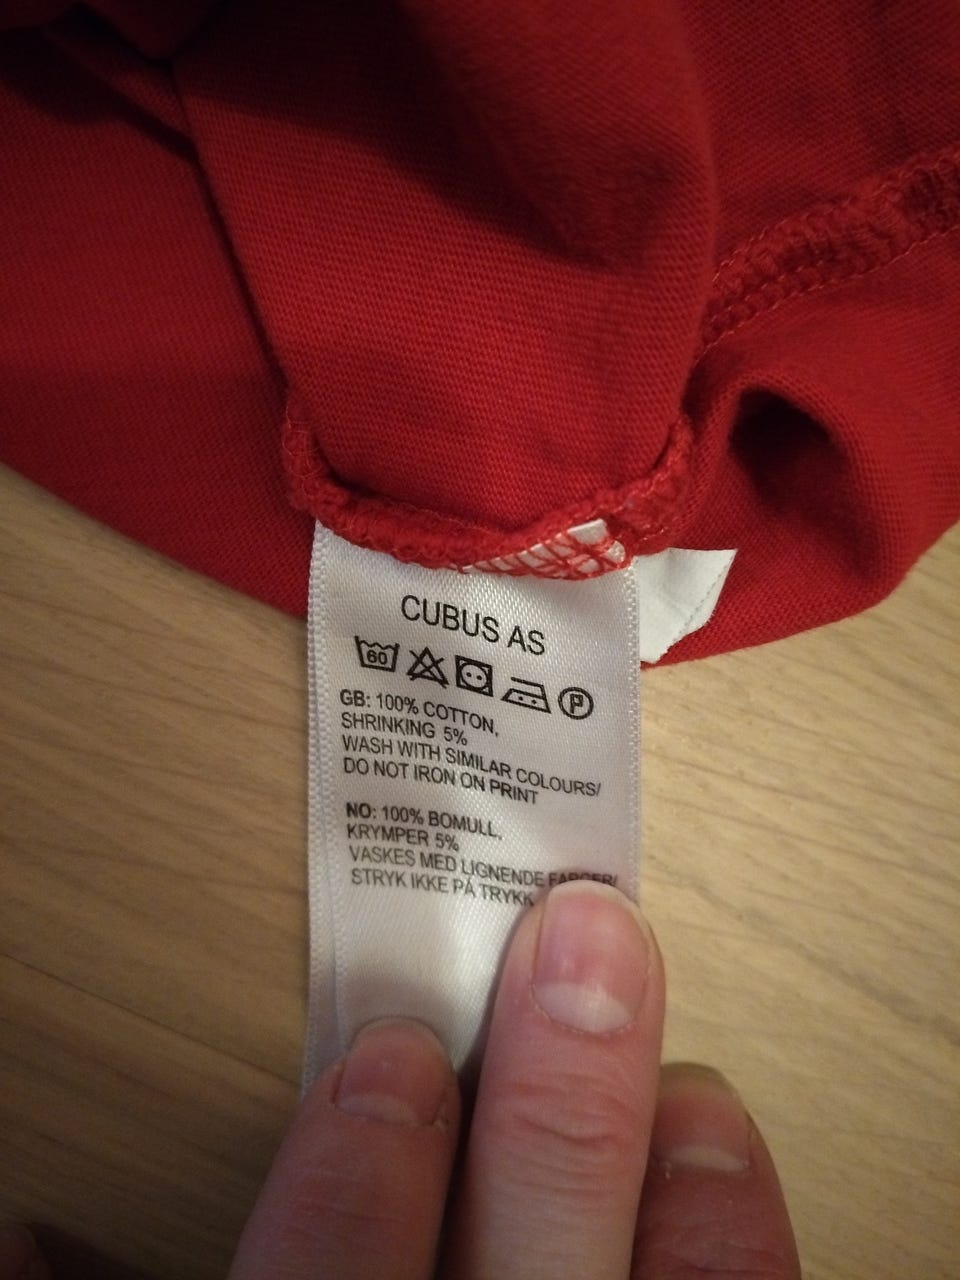 CUBUS AS
60 P
GB: 100% COTTON,
SHRINKING 5%
WASH WITH SIMILAR COLOURS/
DO NOT IRON ON PRINT
NO: 100% BOMULL,
KRYMPER 5%
VASKES MED LIGNENDE FARGER/
STRYK IKKE PÅ TRYKK